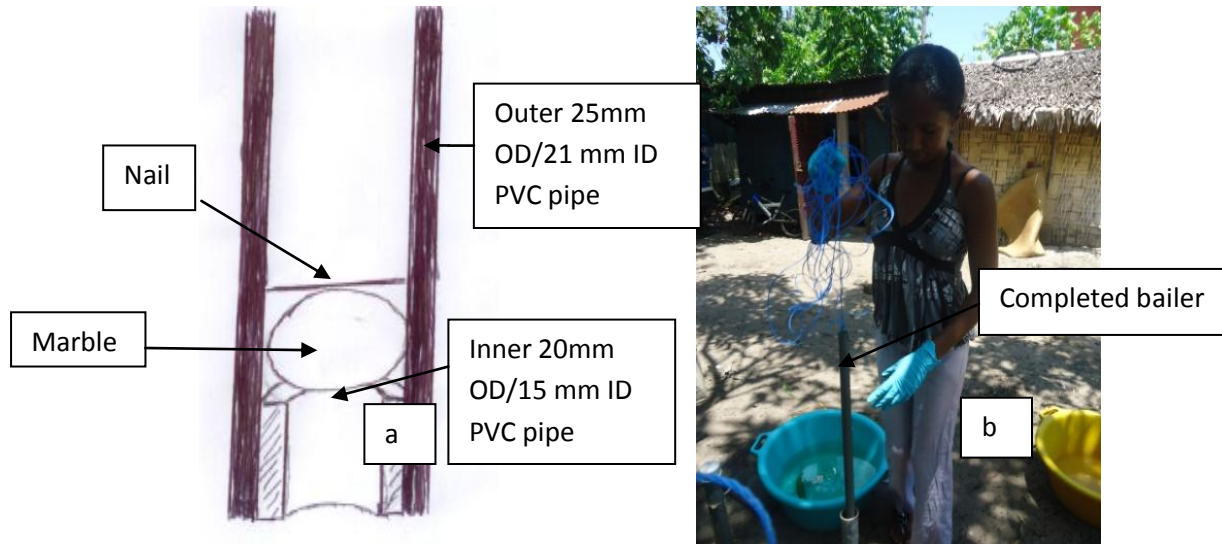 Outer 25mm
OD/21 mm ID
PVC pipe
Nail
Marble
Inner 20mm
OD/15 mm ID
PVC pipe
a
Completed bailer
b